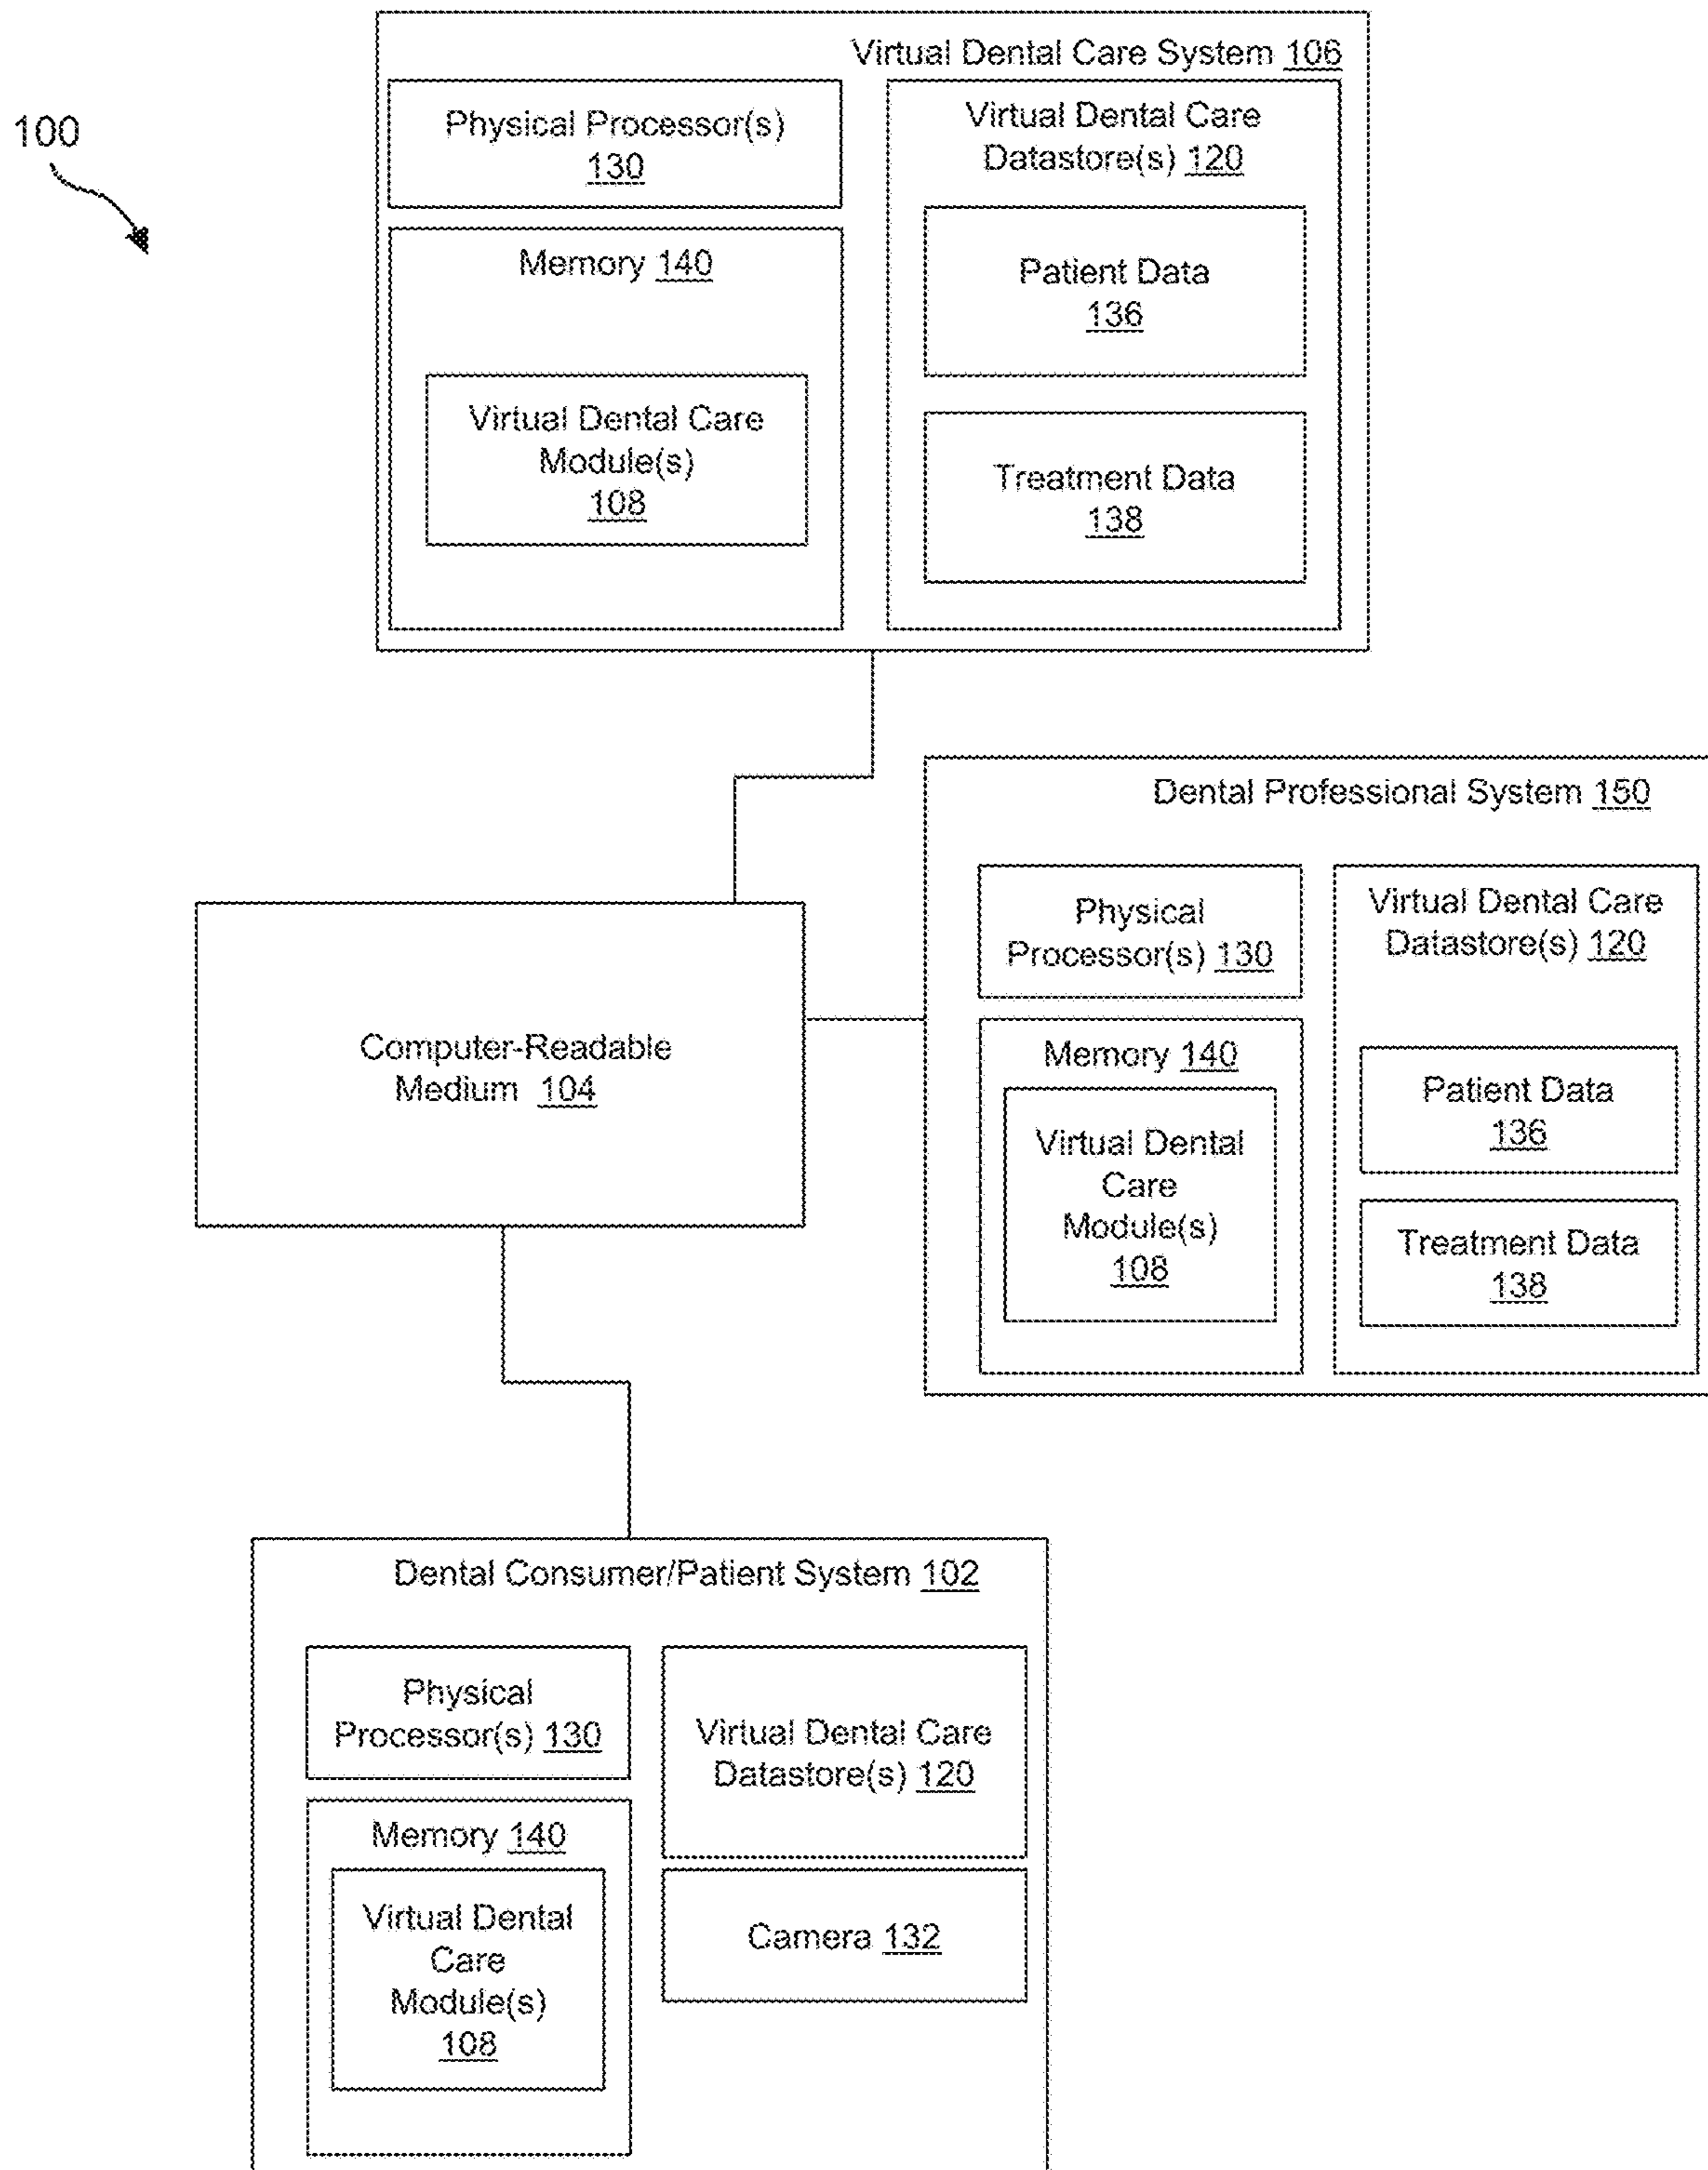 100
Virtual Dental Care System 106
Physical Processor(s)
130
Memory 140
Virtual Dental Care
Module(s)
108
Virtual Dental Care
Datastore(s) 120
Patient Data
136
Treatment Data
138
Dental Professional System 150
Physical
Processor(s) 130
Memory 140
Virtual Dental
Care
Module(s)
108
Virtual Dental Care
Datastore(s) 120
Patient Data
136
Treatment Data
138
Computer-Readable
Medium 104
Dental Consumer/Patient System 102
Physical
Processor(s) 130
Memory 140
Virtual Dental
Care
Module(s)
108
Virtual Dental Care
Datastore(s) 120
Camera 132